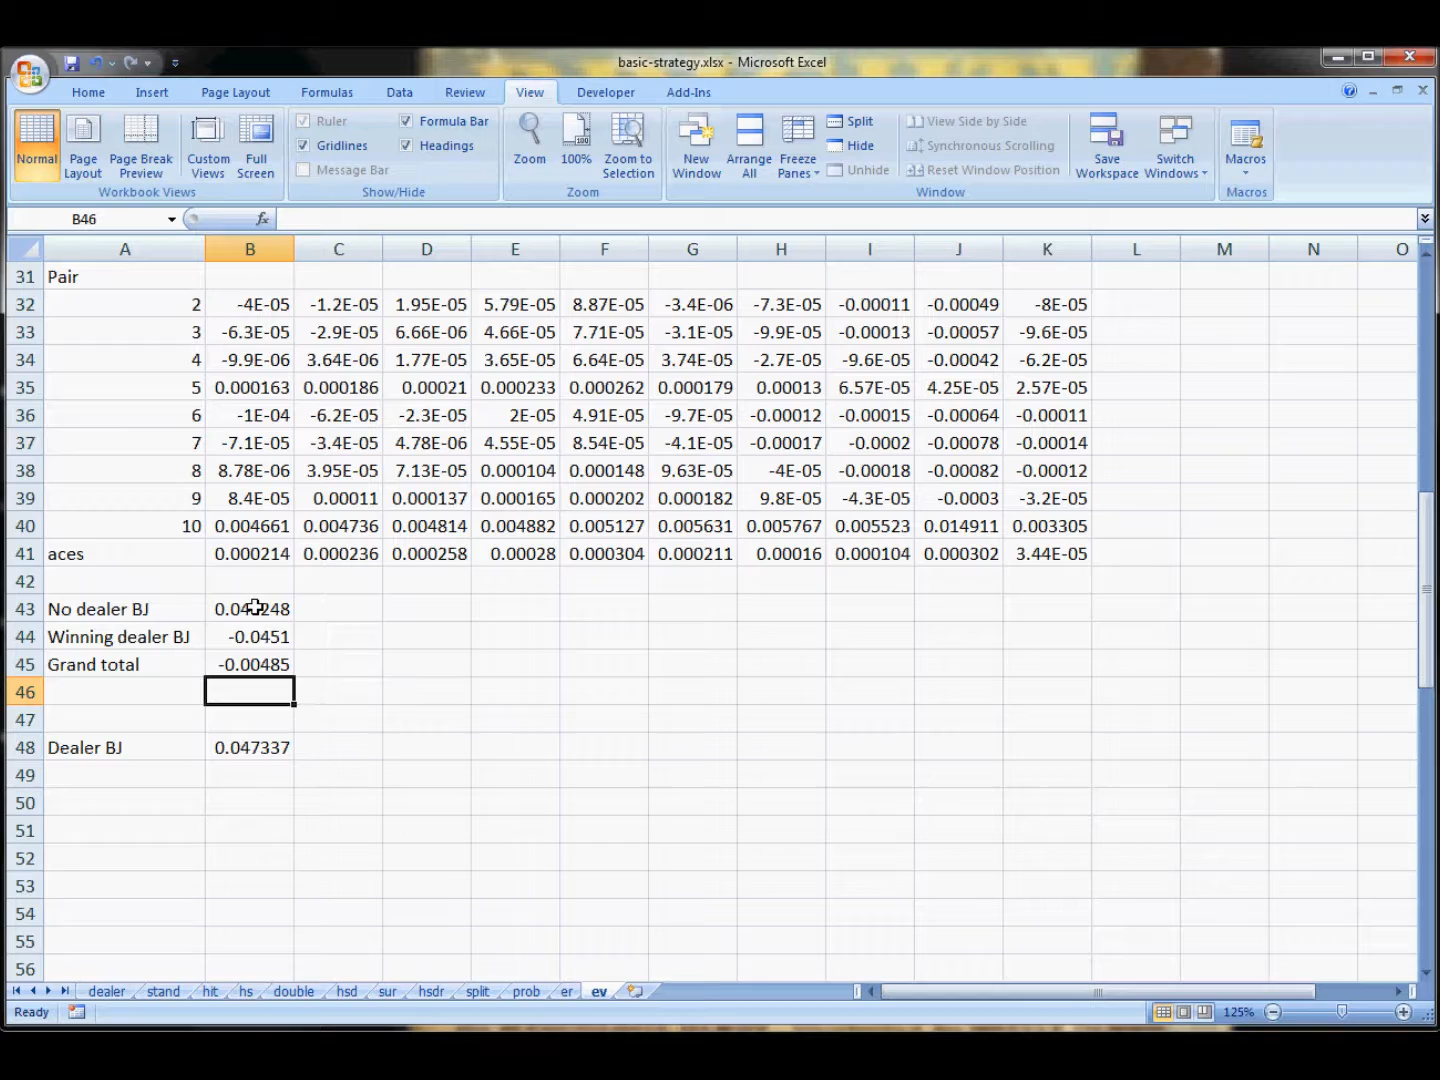 basic-strategy.xlsx - Microsoft Excel
Home Insert Page Layout Formulas Data Review View Developer Add-Ins
Normal Page Layout Page Break Preview Custom Views Full Screen
Workbook Views
Ruler Formula Bar
Gridlines Headings
Message Bar
Show/Hide
Zoom 100% Zoom to Selection
Zoom
New Window Arrange All Freeze Panes
Split
Hide
Unhide
View Side by Side
Synchronous Scrolling
Reset Window Position
Window
Save Workspace Switch Windows
Macros
Macros
B46 fx
A B C D E F G H I J K L M N O
31 Pair
32 2 -4E-05 -1.2E-05 1.95E-05 5.79E-05 8.87E-05 -3.4E-06 -7.3E-05 -0.00011 -0.00049 -8E-05
33 3 -6.3E-05 -2.9E-05 6.66E-06 4.66E-05 7.71E-05 -3.1E-05 -9.9E-05 -0.00013 -0.00057 -9.6E-05
34 4 -9.9E-06 3.64E-06 1.77E-05 3.65E-05 6.64E-05 3.74E-05 -2.7E-05 -9.6E-05 -0.00042 -6.2E-05
35 5 0.000163 0.000186 0.00021 0.000233 0.000262 0.000179 0.00013 6.57E-05 4.25E-05 2.57E-05
36 6 -1E-04 -6.2E-05 -2.3E-05 2E-05 4.91E-05 -9.7E-05 -0.00012 -0.00015 -0.00064 -0.00011
37 7 -7.1E-05 -3.4E-05 4.78E-06 4.55E-05 8.54E-05 -4.1E-05 -0.00017 -0.0002 -0.00078 -0.00014
38 8 8.78E-06 3.95E-05 7.13E-05 0.000104 0.000148 9.63E-05 -4E-05 -0.00018 -0.00082 -0.00012
39 9 8.4E-05 0.00011 0.000137 0.000165 0.000202 0.000182 9.8E-05 -4.3E-05 -0.0003 -3.2E-05
40 10 0.004661 0.004736 0.004814 0.004882 0.005127 0.005631 0.005767 0.005523 0.014911 0.003305
41 aces 0.000214 0.000236 0.000258 0.00028 0.000304 0.000211 0.00016 0.000104 0.000302 3.44E-05
42
43 No dealer BJ
44 Winning dealer BJ -0.0451
45 Grand total -0.00485
46
47
48 Dealer BJ 0.047337
49
50
51
52
53
54
55
56
dealer stand hit hs double hsd sur hsdr split prob er ev
Ready 125%